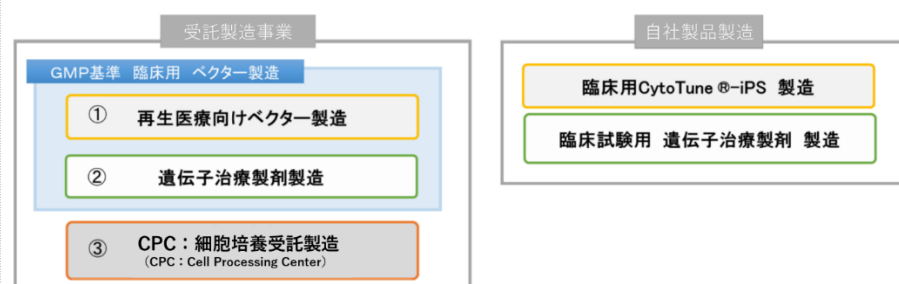 受託製造事業
GMP基準 臨床用 ベクター製造
① 再生医療向けベクター製造
② 遺伝子治療製剤製造
③ CPC：細胞培養受託製造
（CPC：Cell Processing Center）
自社製品製造
臨床用CytoTune ®-iPS 製造
臨床試験用 遺伝子治療製剤 製造